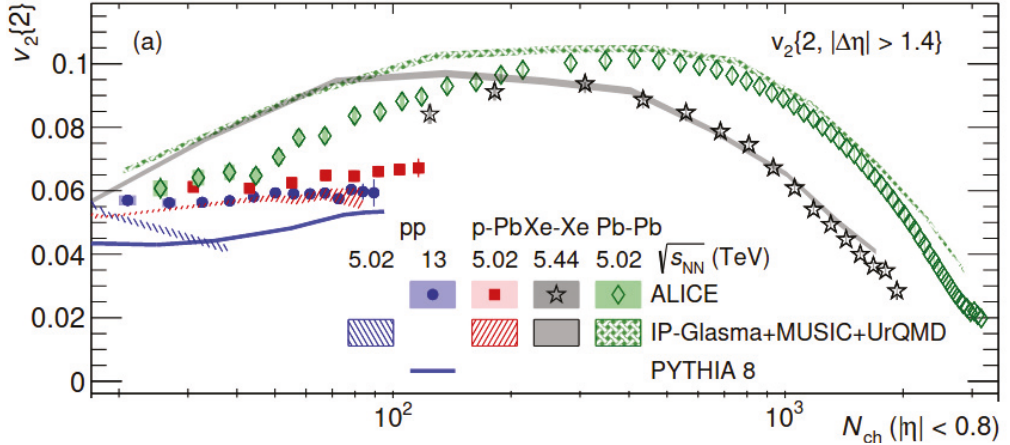 v₂{2}
(a)
v₂{2, |Δη| > 1.4}
0.1
0.08
0.06
0.04
0.02
0
pp p-Pb Xe-Xe Pb-Pb
5.02 13 5.02 5.44 5.02 √s_NN (TeV)
ALICE
IP-Glasma+MUSIC+UrQMD
PYTHIA 8
10² 10³
N_ch (|η| < 0.8)